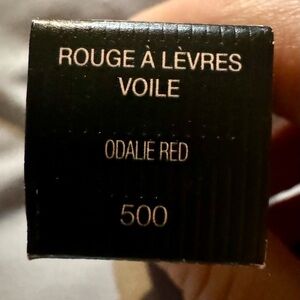 ROUGE À LÈVRES
VOILE
ODALIE RED
500